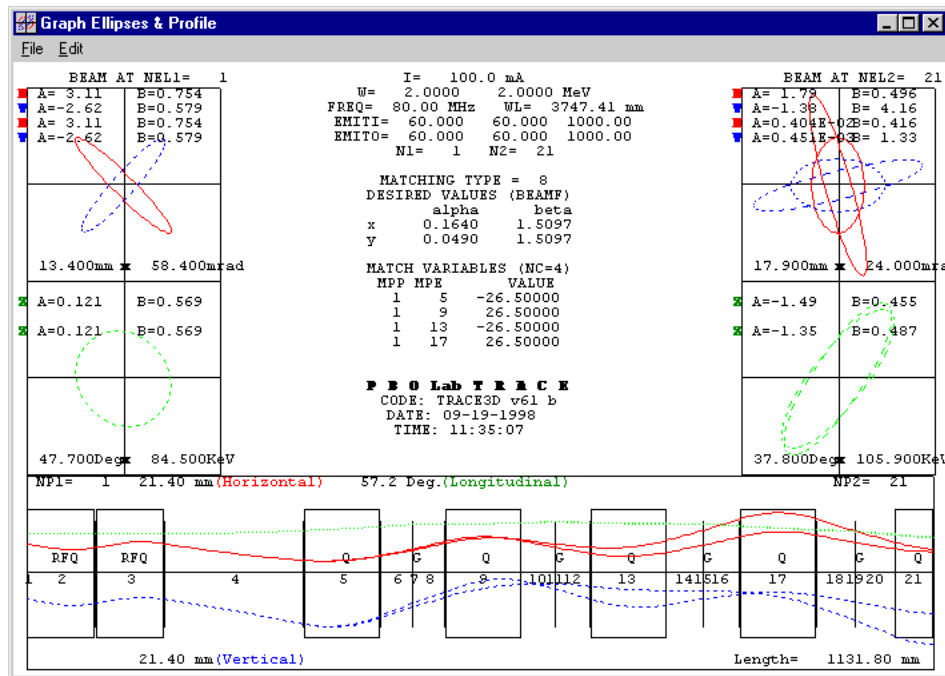 Graph Ellipses & Profile
File Edit
BEAM AT NEL1= 1
A= 3.11 B=0.754
A=-2.62 B=0.579
A= 3.11 B=0.754
A=-2.62 B=0.579
13.400mm x 58.400mrad
Z A=0.121 B=0.569
Z A=0.121 B=0.569
47.700Deg x 84.500KeV
I= 100.0 mA
W= 2.0000 2.0000 MeV
FREQ= 80.00 MHz WL= 3747.41 mm
EMITI= 60.000 60.000 1000.00
EMITO= 60.000 60.000 1000.00
N1= 1 N2= 21
MATCHING TYPE = 8
DESIRED VALUES (BEAMF)
alpha beta
x 0.1640 1.5097
y 0.0490 1.5097
MATCH VARIABLES (NC=4)
MPP MPE VALUE
1 5 -26.50000
1 9 26.50000
1 13 -26.50000
1 17 26.50000
P B O Lab T R A C E
CODE: TRACE3D v61 b
DATE: 09-19-1998
TIME: 11:35:07
BEAM AT NEL2= 21
A= 1.79 B=0.496
A=-1.38 B= 4.16
A=0.404E-02 B=0.416
A=0.451E-03 B= 1.33
17.900mm x 24.000mra
Z A=-1.49 B=0.455
Z A=-1.35 B=0.487
37.800Deg x 105.900KeV
NP1= 1 21.40 mm(Horizontal) 57.2 Deg.(Longitudinal) NP2= 21
RFQ RFQ Q G Q G Q G Q G Q
1 2 3 4 5 6 7 8 9 10 11 12 13 14 15 16 17 18 19 20 21
21.40 mm(Vertical) Length= 1131.80 mm